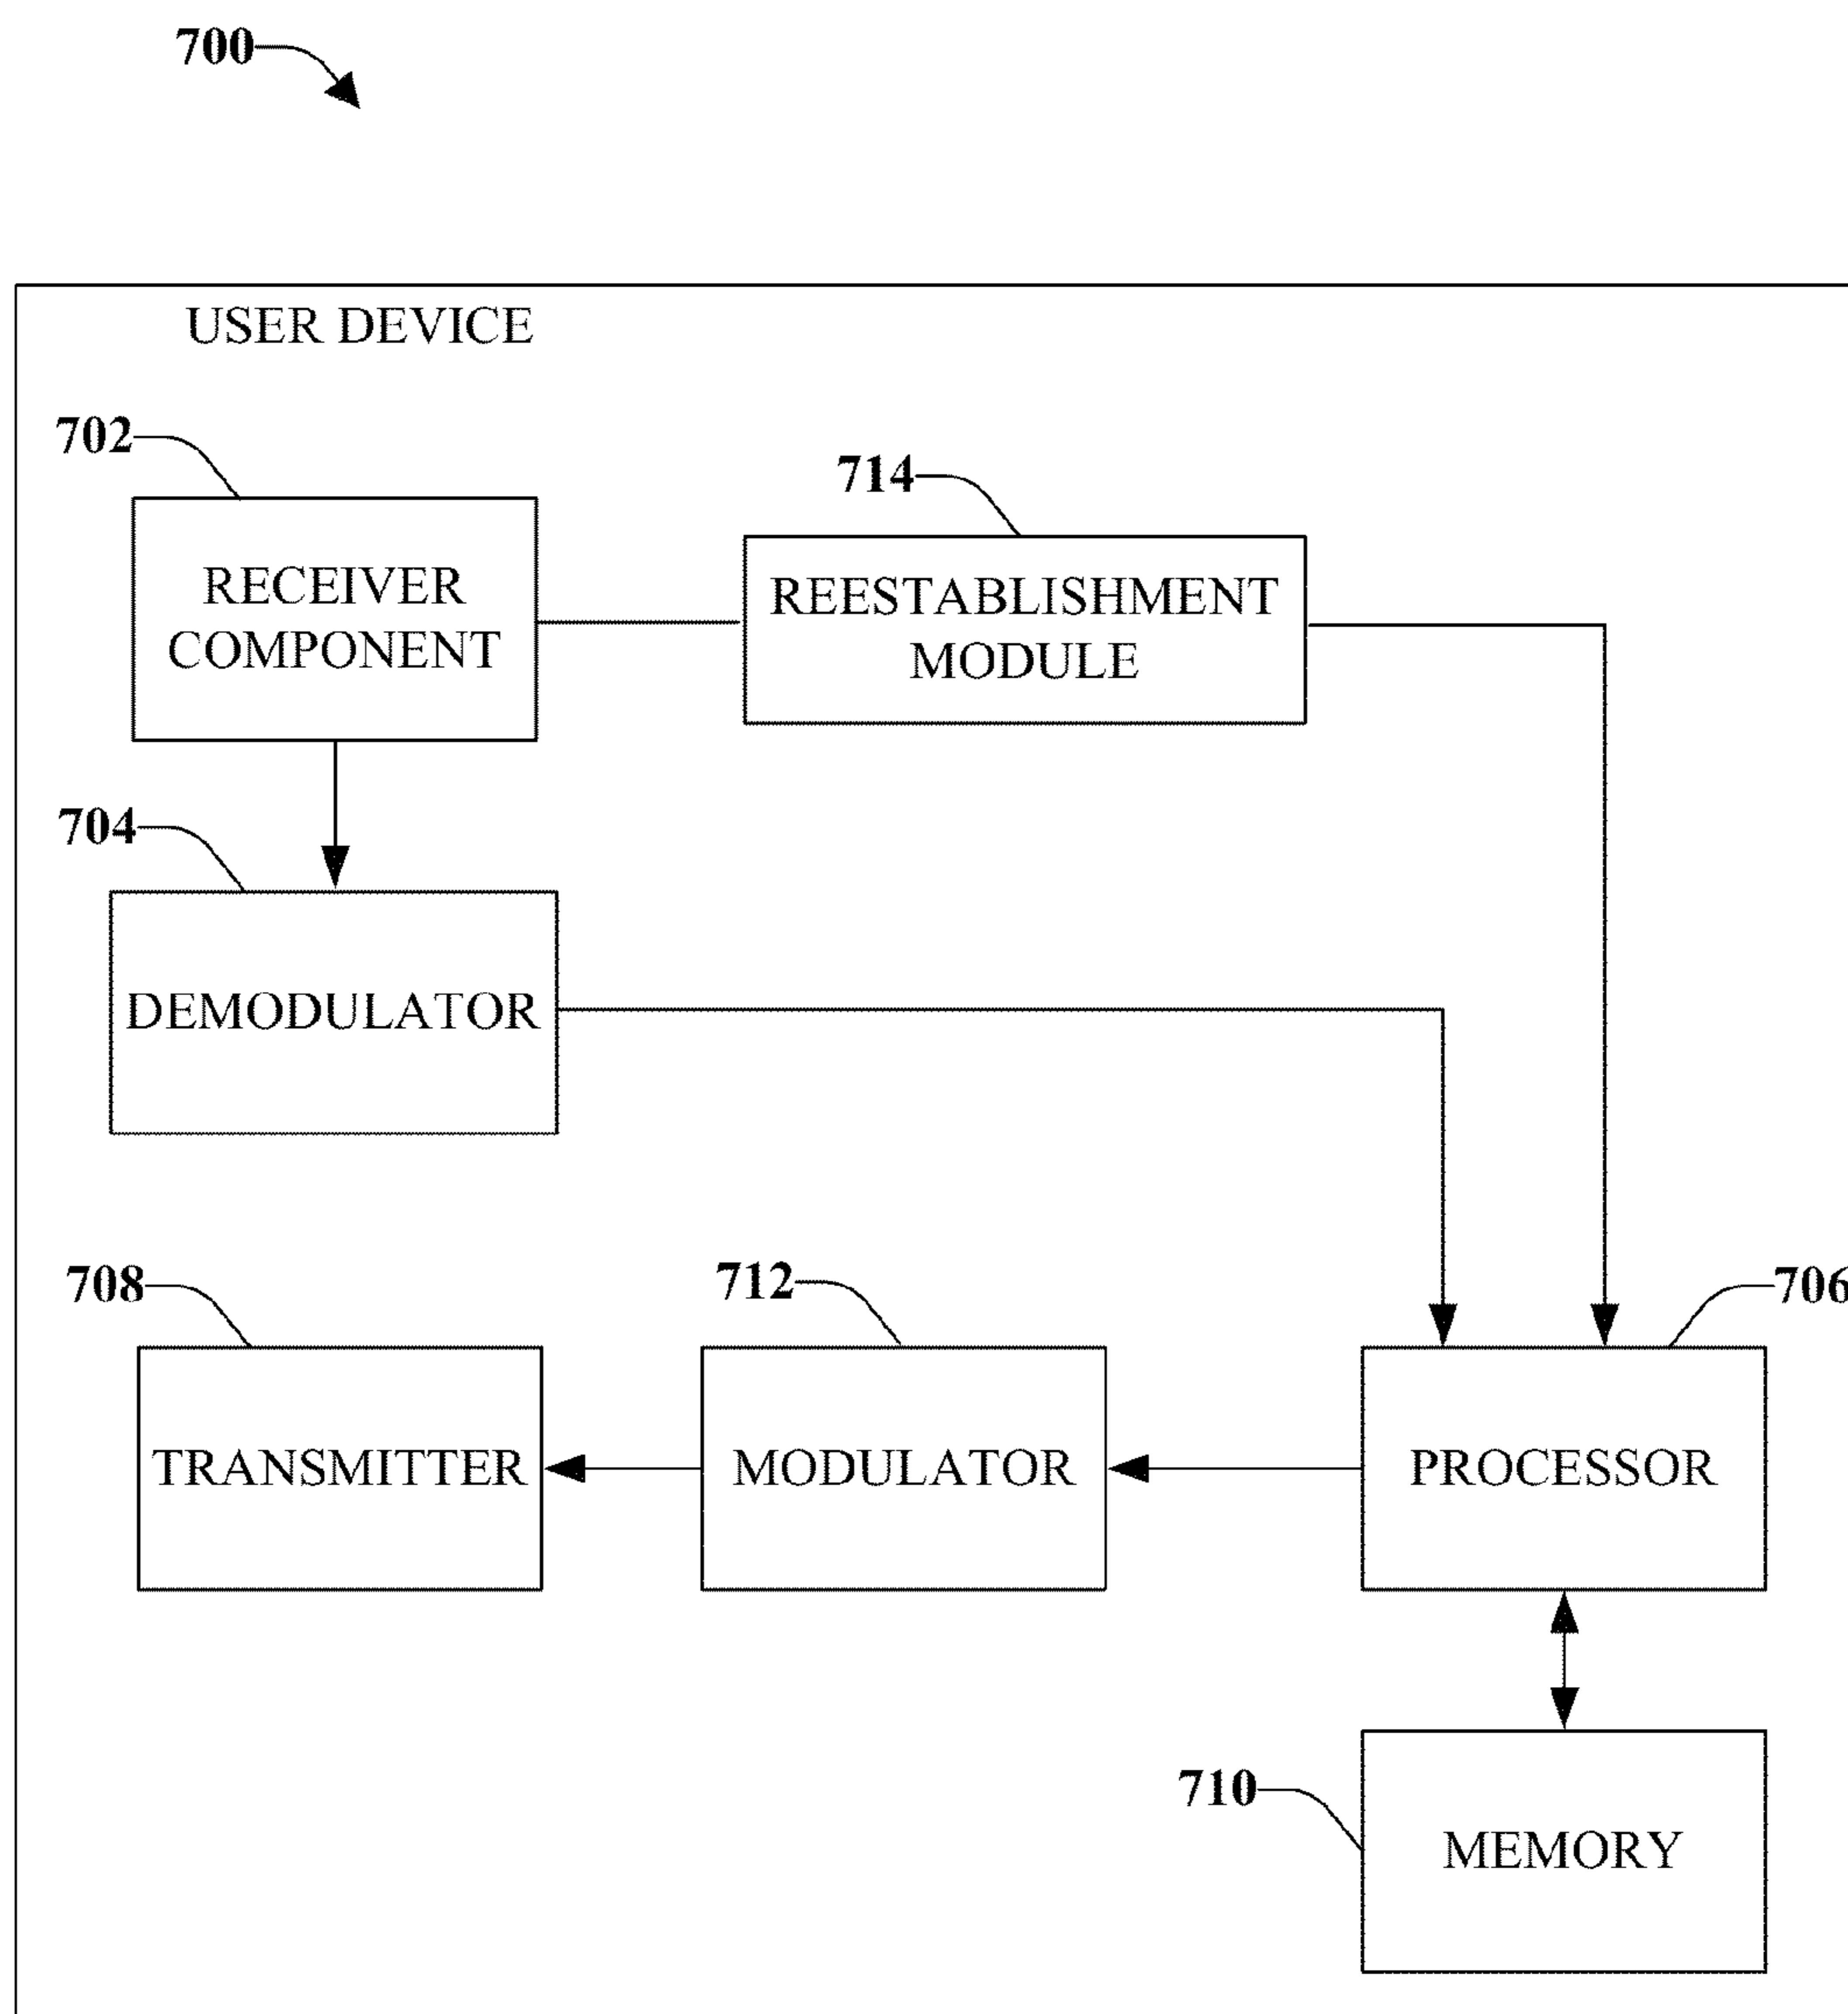 700
USER DEVICE
702
714
RECEIVER
COMPONENT
REESTABLISHMENT
MODULE
704
DEMODULATOR
708
712
706
TRANSMITTER
MODULATOR
PROCESSOR
710
MEMORY